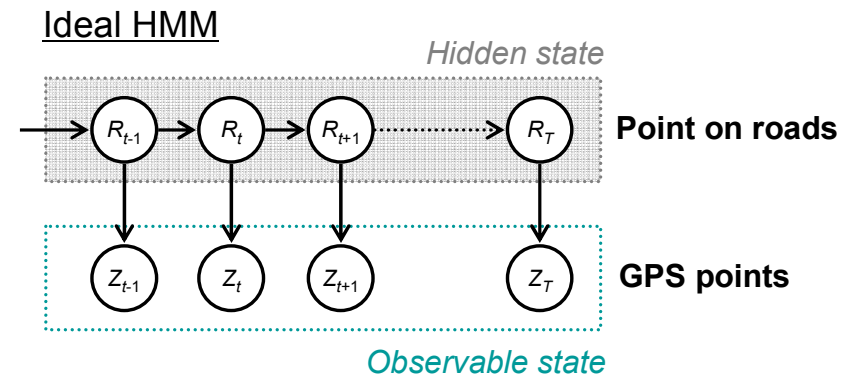 Ideal HMM
Hidden state
R_{t-1} R_t R_{t+1} R_T Point on roads
Z_{t-1} Z_t Z_{t+1} Z_T GPS points
Observable state